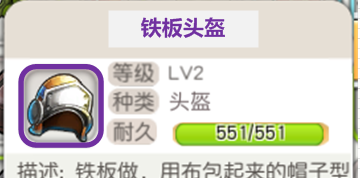 铁板头盔
等级 LV2
种类 头盔
耐久 551/551
描述: 铁板做，用布包起来的帽子型